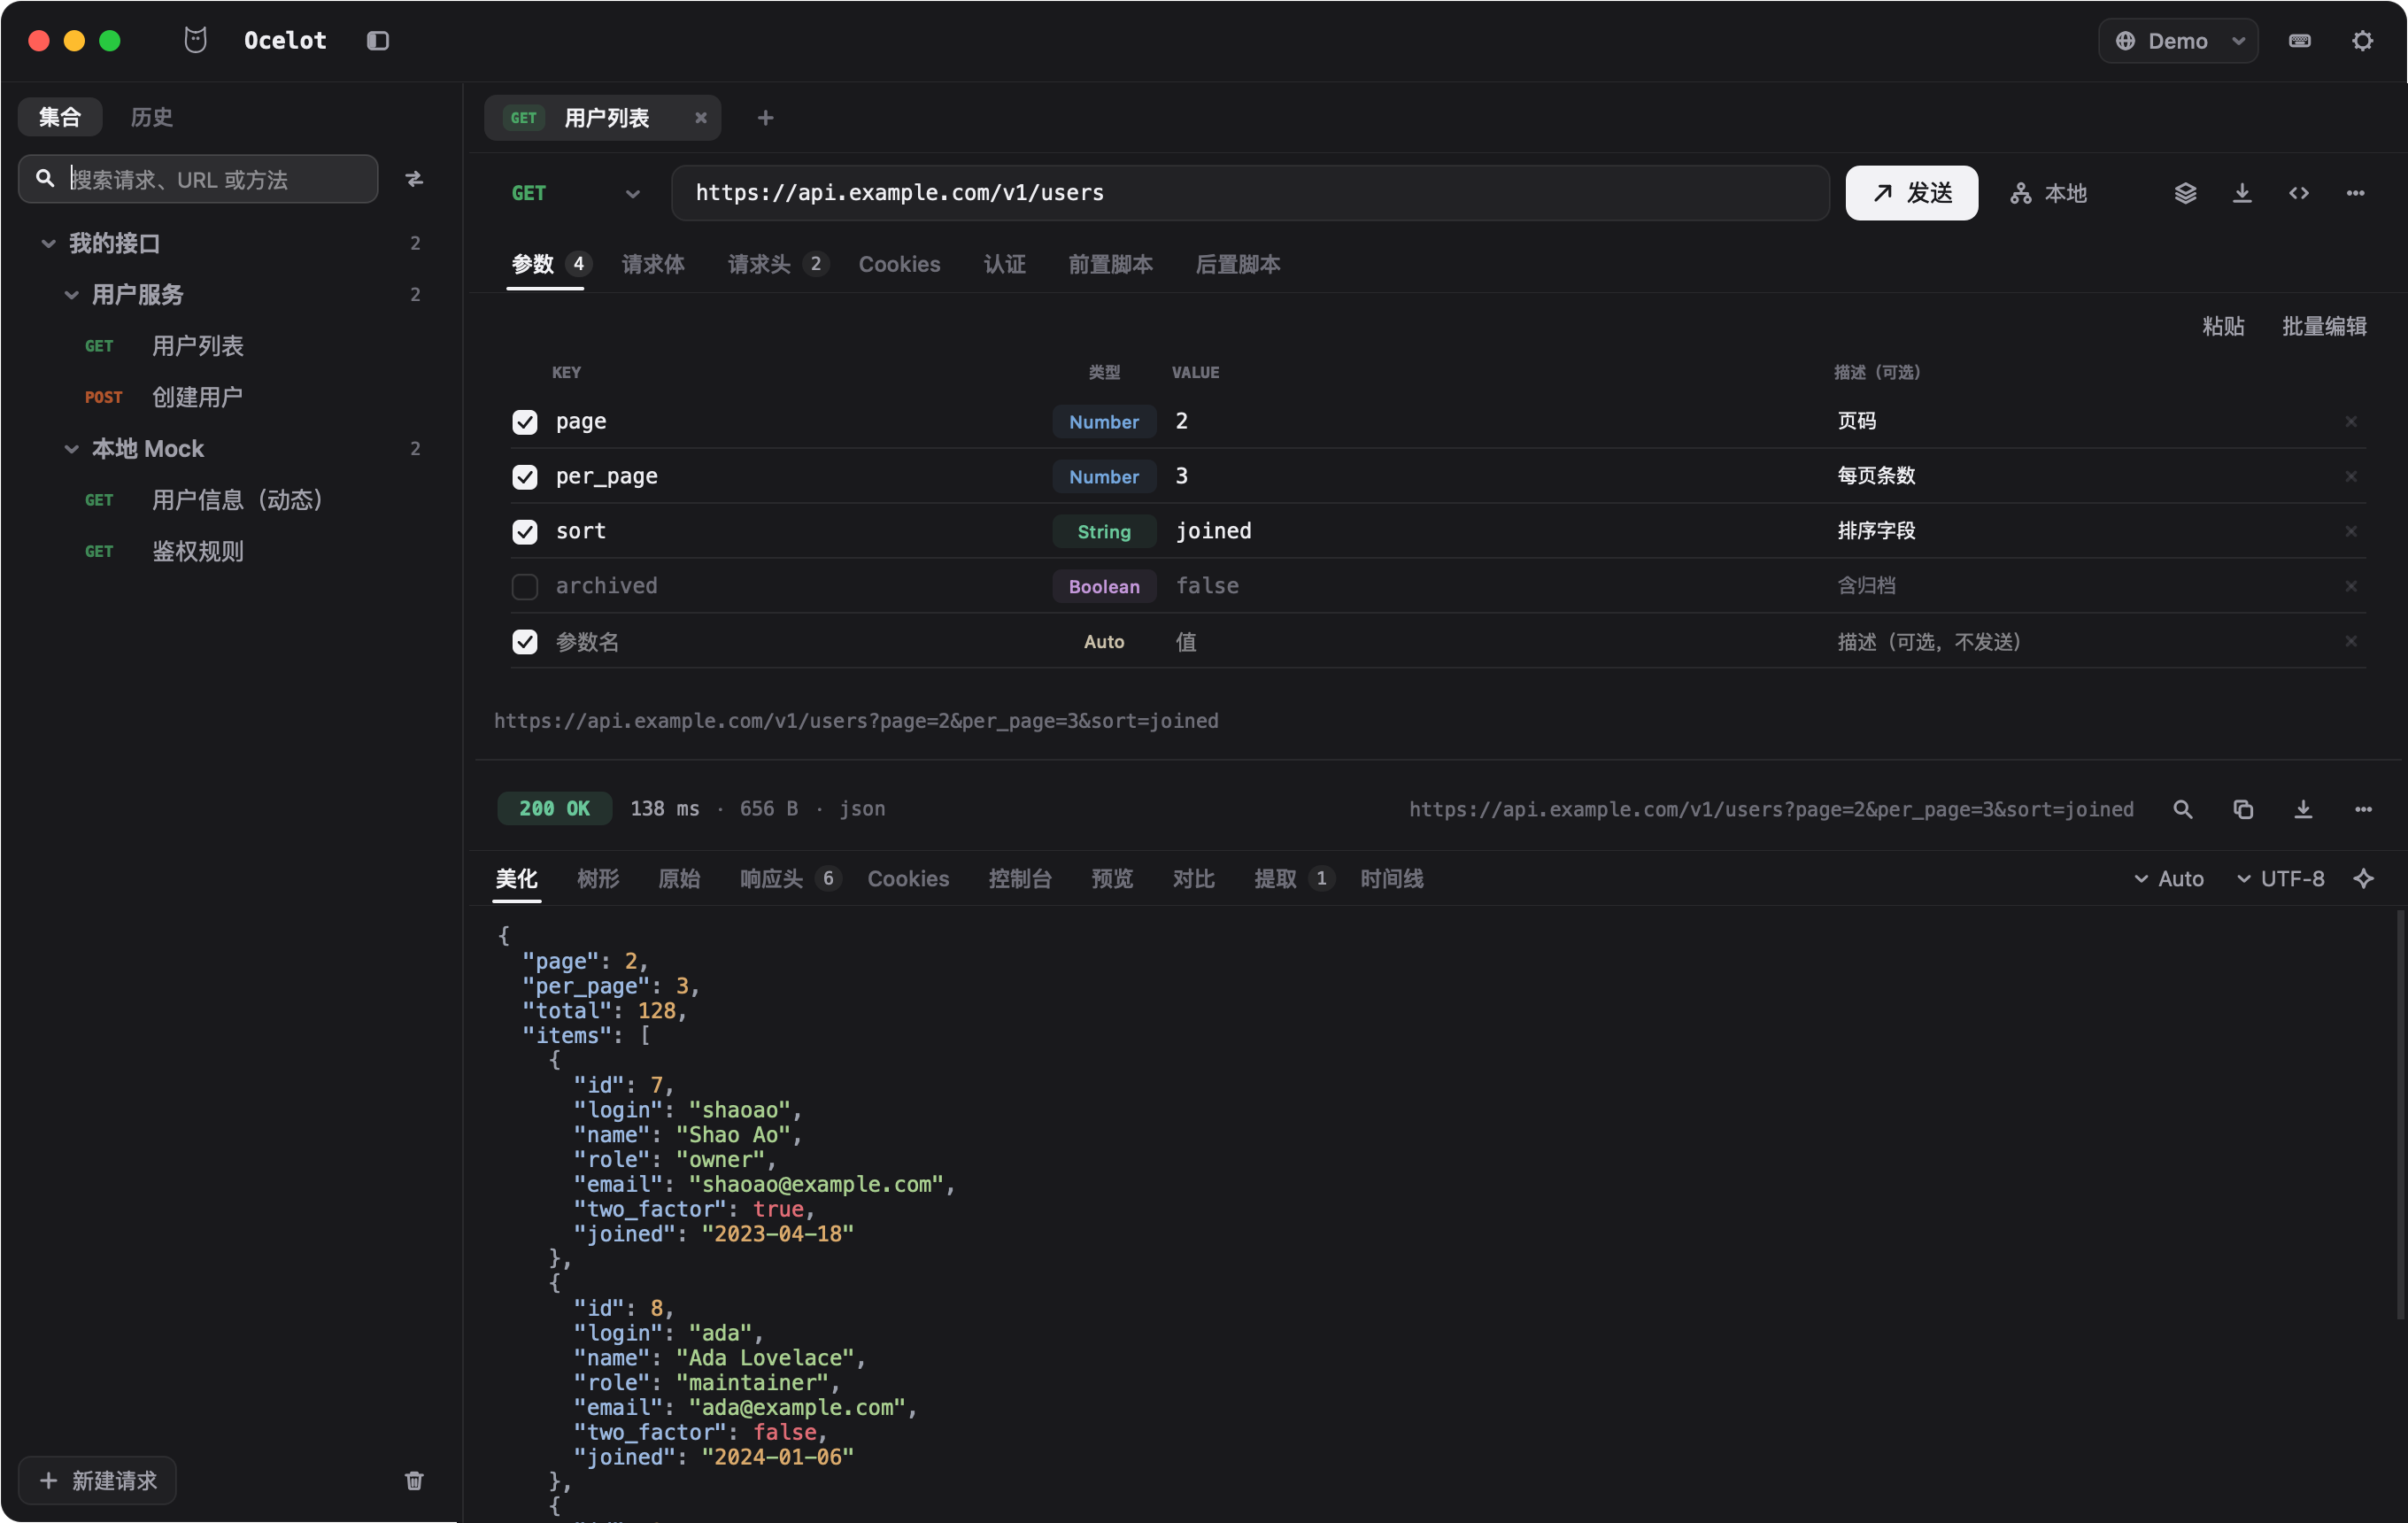 Ocelot
Demo
集合 历史
搜索请求、URL 或方法
我的接口 2
用户服务 2
GET 用户列表
POST 创建用户
本地 Mock 2
GET 用户信息（动态）
GET 鉴权规则
新建请求
GET 用户列表
GET https://api.example.com/v1/users 发送 本地
参数 4 请求体 请求头 2 Cookies 认证 前置脚本 后置脚本
粘贴 批量编辑
KEY 类型 VALUE 描述（可选）
page Number 2 页码
per_page Number 3 每页条数
sort String joined 排序字段
archived Boolean false 含归档
参数名 Auto 值 描述（可选，不发送）
https://api.example.com/v1/users?page=2&per_page=3&sort=joined
200 OK 138 ms · 656 B · json https://api.example.com/v1/users?page=2&per_page=3&sort=joined
美化 树形 原始 响应头 6 Cookies 控制台 预览 对比 提取 1 时间线 Auto UTF-8
{
"page": 2,
"per_page": 3,
"total": 128,
"items": [
{
"id": 7,
"login": "shaoao",
"name": "Shao Ao",
"role": "owner",
"email": "shaoao@example.com",
"two_factor": true,
"joined": "2023-04-18"
},
{
"id": 8,
"login": "ada",
"name": "Ada Lovelace",
"role": "maintainer",
"email": "ada@example.com",
"two_factor": false,
"joined": "2024-01-06"
},
{